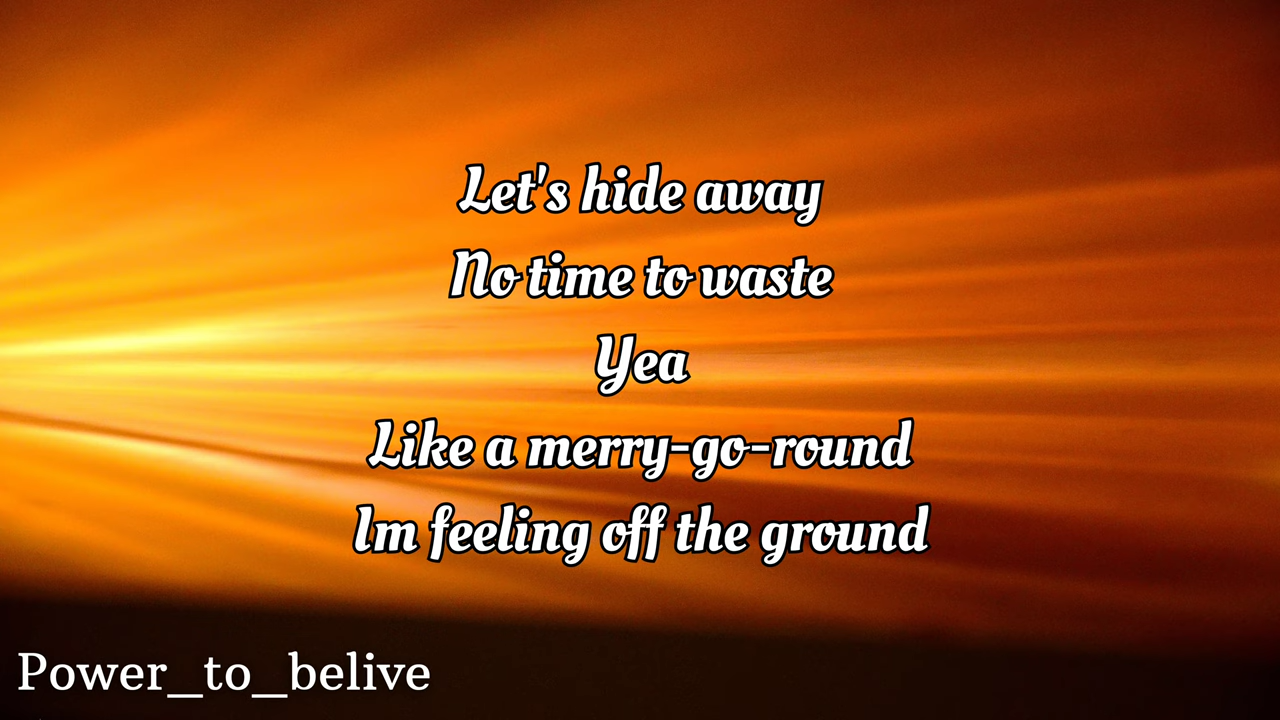 Let's hide away
No time to waste
Yea
Like a merry-go-round
Im feeling off the ground
Power_to_belive